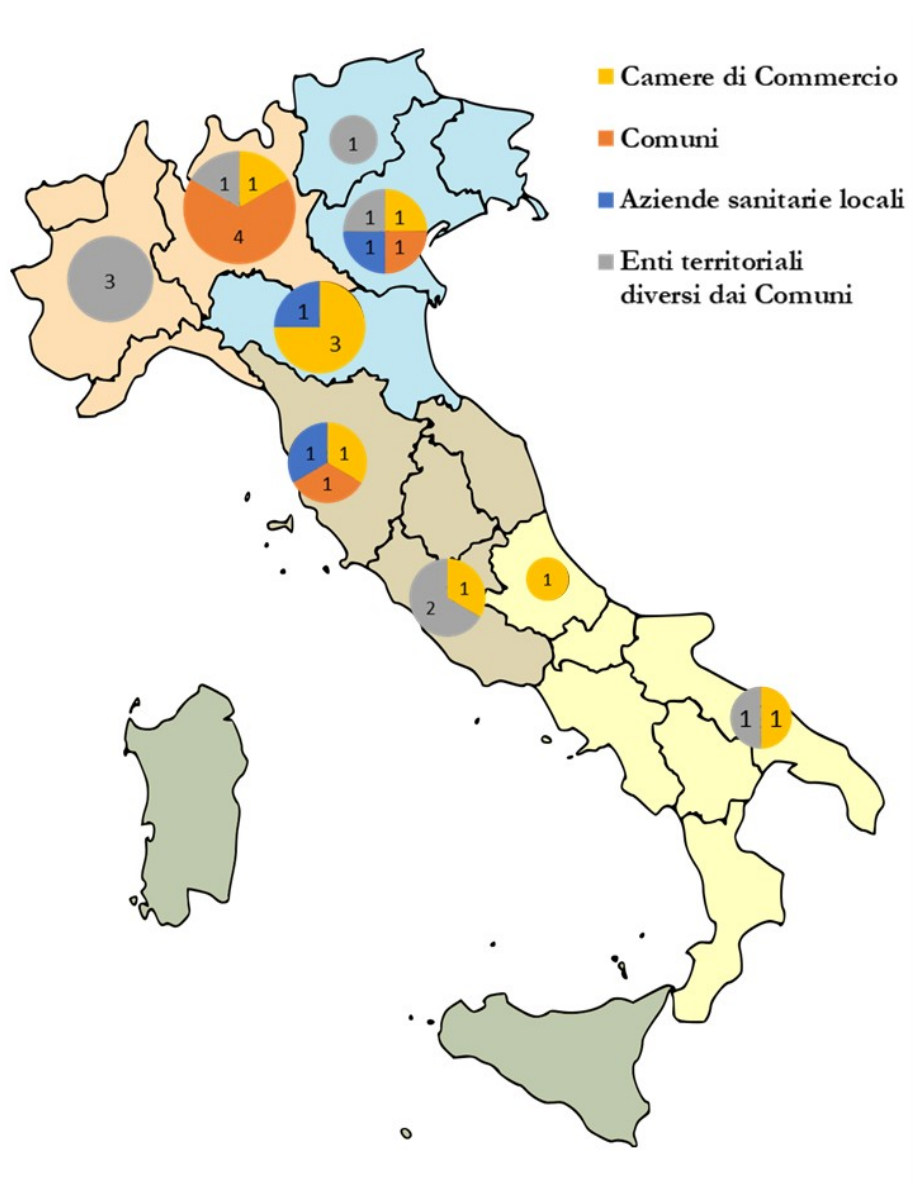 Camere di Commercio
Comuni
Aziende sanitarie locali
Enti territoriali
diversi dai Comuni
1
1 1
4
1 1
1 1
3
1
3
1 1
1
1
1
2
1 1